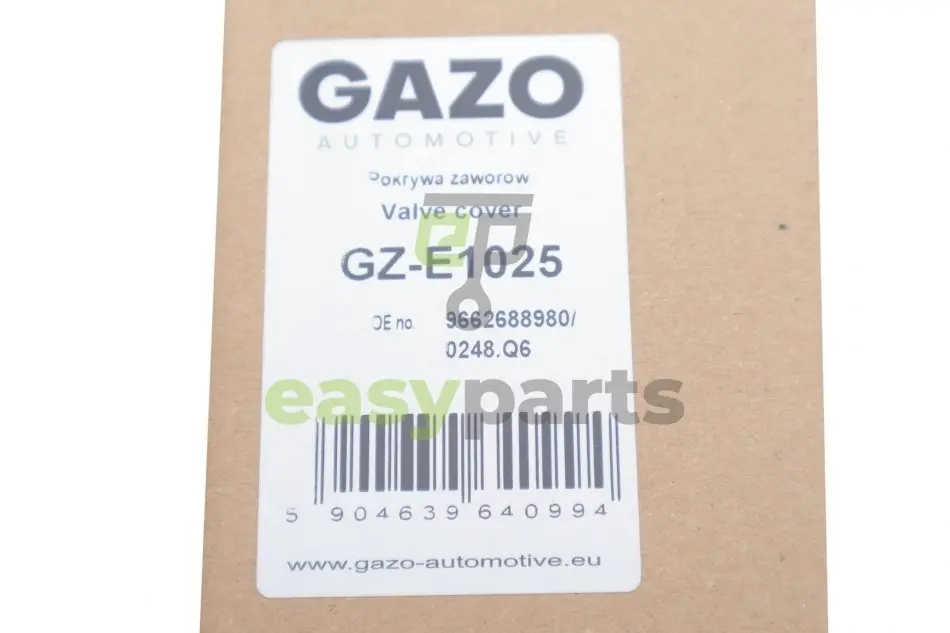 GAZO
AUTOMOTIVE
Pokrywa zaworów
Valve cover
GZ-E1025
OE no. 9662688980/
0248.Q6
easyparts
5 904639 640994
www.gazo-automotive.eu